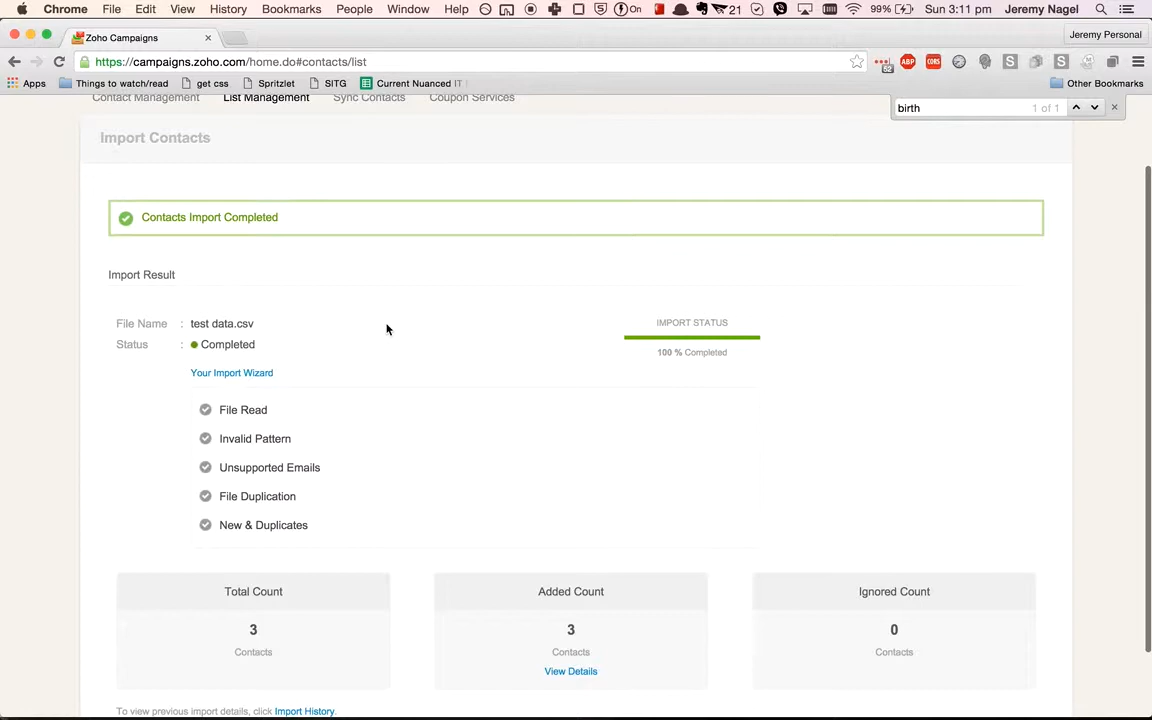 Chrome File Edit View History Bookmarks People Window Help On 21 99% Sun 3:11 pm Jeremy Nagel
Zoho Campaigns Jeremy Personal
https://campaigns.zoho.com/home.do#contacts/list 52 ABP CORS S S
Apps Things to watch/read get css Spritzlet SITG Current Nuanced IT Other Bookmarks
Contact Management List Management Sync Contacts Coupon Services
birth 1 of 1
Import Contacts
Contacts Import Completed
Import Result
File Name : test data.csv
IMPORT STATUS
Status : Completed
100 % Completed
Your Import Wizard
File Read
Invalid Pattern
Unsupported Emails
File Duplication
New & Duplicates
Total Count Added Count Ignored Count
3 3 0
Contacts Contacts Contacts
View Details
To view previous import details, click Import History.